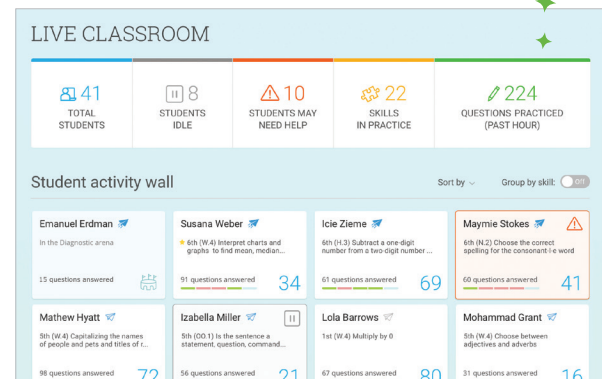 LIVE CLASSROOM
41
TOTAL
STUDENTS
8
STUDENTS
IDLE
10
STUDENTS MAY
NEED HELP
22
SKILLS
IN PRACTICE
224
QUESTIONS PRACTICED
(PAST HOUR)
Student activity wall
Sort by
Group by skill:
Off
Emanuel Erdman
In the Diagnostic arena
15 questions answered
Susana Weber
6th (W.4) Interpret charts and
graphs to find mean, median...
91 questions answered
34
Icie Zieme
6th (H.3) Subtract a one-digit
number from a two-digit number ...
61 questions answered
69
Maymie Stokes
6th (N.2) Choose the correct
spelling for the consonant-l-e word
60 questions answered
41
Mathew Hyatt
5th (W.4) Capitalizing the names
of people and pets and titles of r...
98 questions answered
72
Izabella Miller
5th (OO.1) Is the sentence a
statement, question, command...
56 questions answered
21
Lola Barrows
1st (W.4) Multiply by 0
67 questions answered
80
Mohammad Grant
5th (W.4) Choose between
adjectives and adverbs
31 questions answered
16